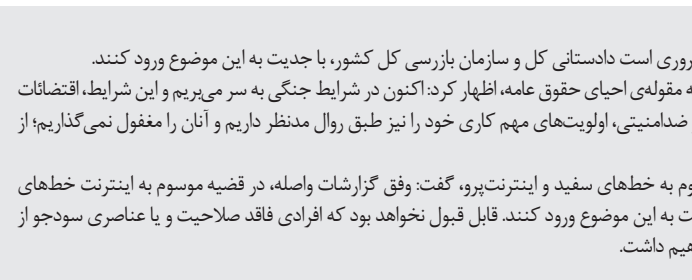 روری است دادستانی کل و سازمان بازرسی کل کشور، با جدیت به این موضوع ورود کنند.
ه مقوله‌ی احیای حقوق عامه، اظهار کرد: اکنون در شرایط جنگی به سر می‌بریم و این شرایط، اقتضائات
ضدامنیتی، اولویت‌های مهم کاری خود را نیز طبق روال مدنظر داریم و آنان را مغفول نمی‌گذاریم؛ از
وم به خط‌های سفید و اینترنت‌پرو، گفت: وفق گزارشات واصله، در قضیه موسوم به اینترنت خط‌های
ت به این موضوع ورود کنند. قابل قبول نخواهد بود که افرادی فاقد صلاحیت و یا عناصری سودجو از
هیم داشت.